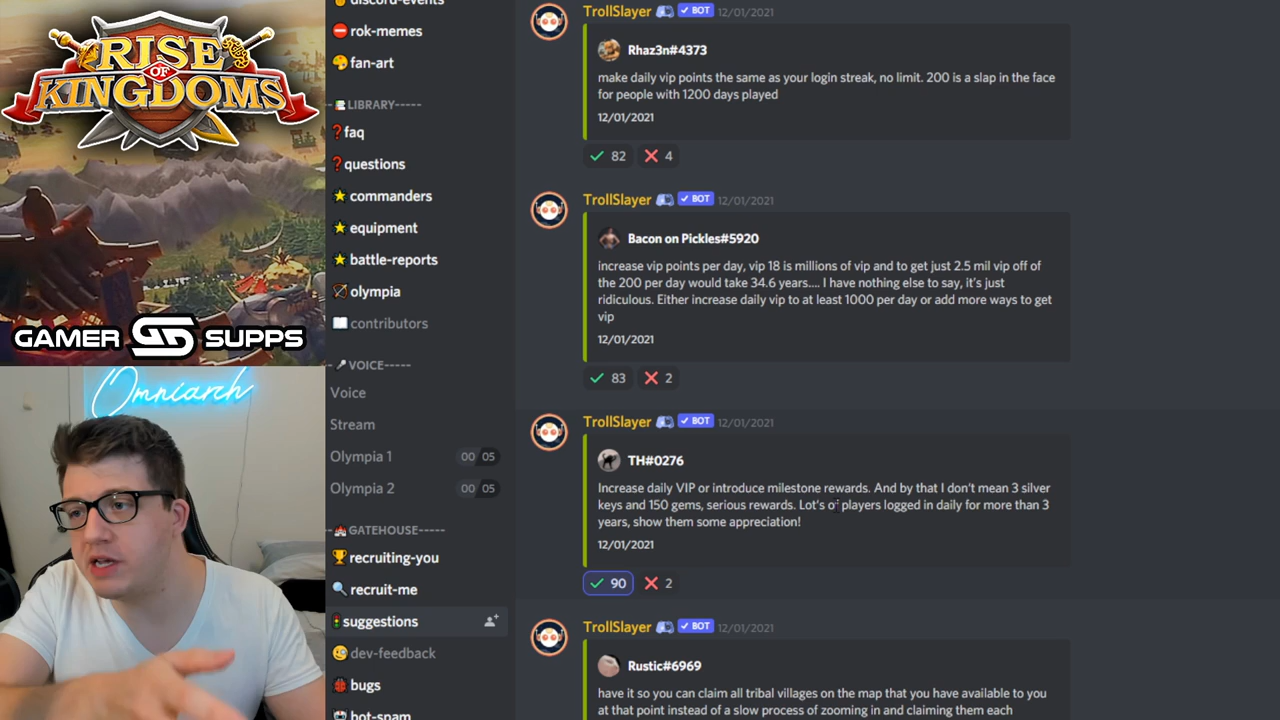 RISE
OF
KINGDOMS
GAMER GS SUPPS
Omniarch
discord-events
rok-memes
fan-art
LIBRARY-----
faq
questions
commanders
equipment
battle-reports
olympia
contributors
VOICE-----
Voice
Stream
Olympia 1 00 05
Olympia 2 00 05
GATEHOUSE-----
recruiting-you
recruit-me
suggestions
dev-feedback
bugs
bot-spam
TrollSlayer BOT 12/01/2021
Rhaz3n#4373
make daily vip points the same as your login streak, no limit. 200 is a slap in the face
for people with 1200 days played
12/01/2021
82 4
TrollSlayer BOT 12/01/2021
Bacon on Pickles#5920
increase vip points per day, vip 18 is millions of vip and to get just 2.5 mil vip off of
the 200 per day would take 34.6 years.... I have nothing else to say, it's just
ridiculous. Either increase daily vip to at least 1000 per day or add more ways to get
vip
12/01/2021
83 2
TrollSlayer BOT 12/01/2021
TH#0276
Increase daily VIP or introduce milestone rewards. And by that I don't mean 3 silver
keys and 150 gems, serious rewards. Lot's of players logged in daily for more than 3
years, show them some appreciation!
12/01/2021
90 2
TrollSlayer BOT 12/01/2021
Rustic#6969
have it so you can claim all tribal villages on the map that you have available to you
at that point instead of a slow process of zooming in and claiming them each